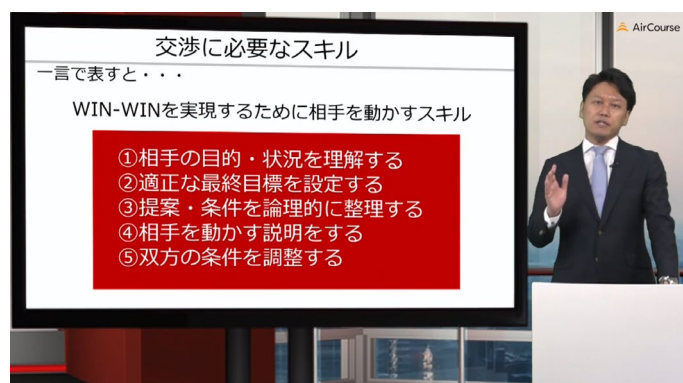 AirCourse
交渉に必要なスキル
一言で表すと・・・
WIN-WINを実現するために相手を動かすスキル
①相手の目的・状況を理解する
②適正な最終目標を設定する
③提案・条件を論理的に整理する
④相手を動かす説明をする
⑤双方の条件を調整する